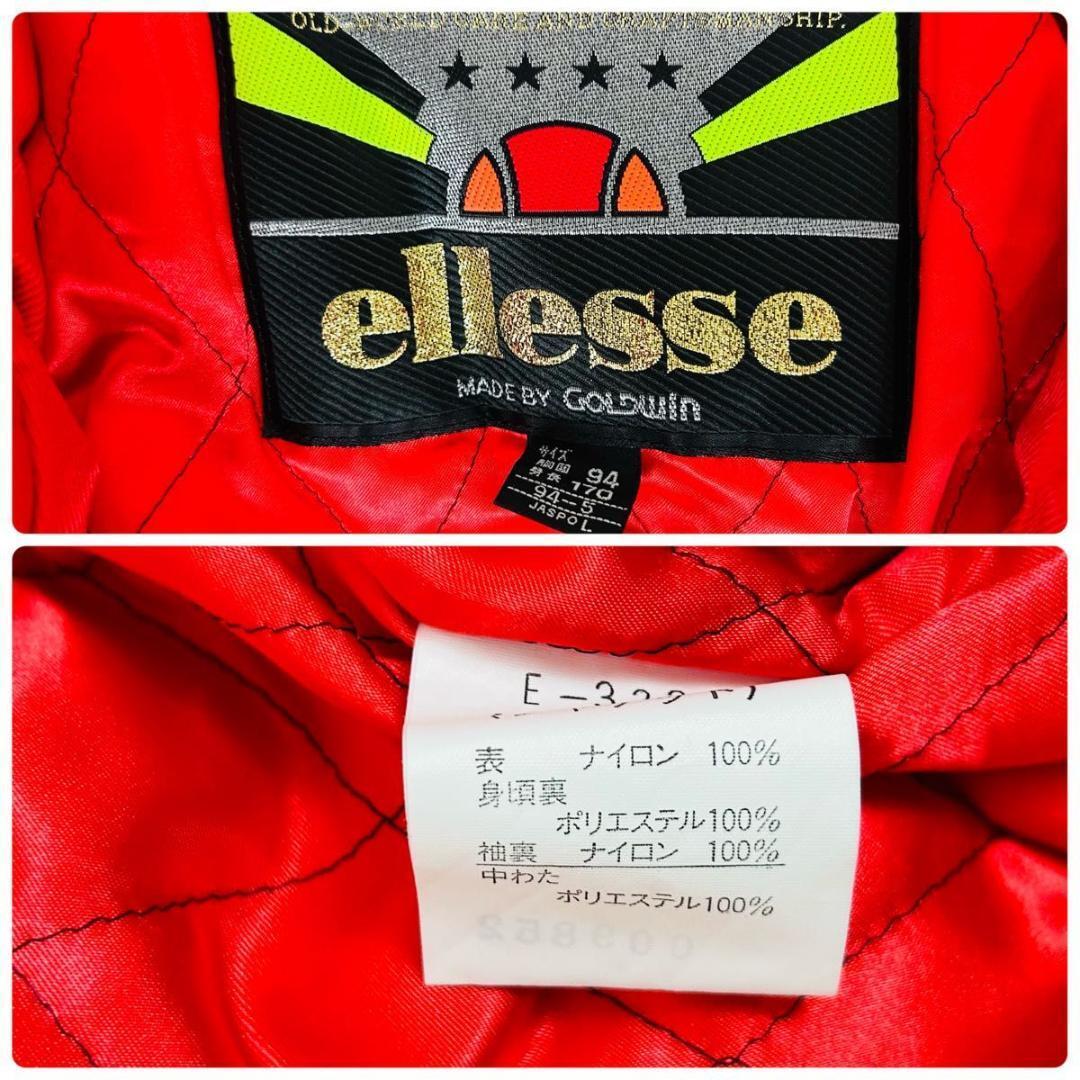 OLD-WORLD CARE AND CRAFTSMANSHIP.
ellesse
MADE BY GOLDWIN
サイズ
胸囲 94
身長 170
94-5
JASPO L
表 ナイロン 100%
身頃裏
ポリエステル100%
袖裏 ナイロン 100%
中わた
ポリエステル100%